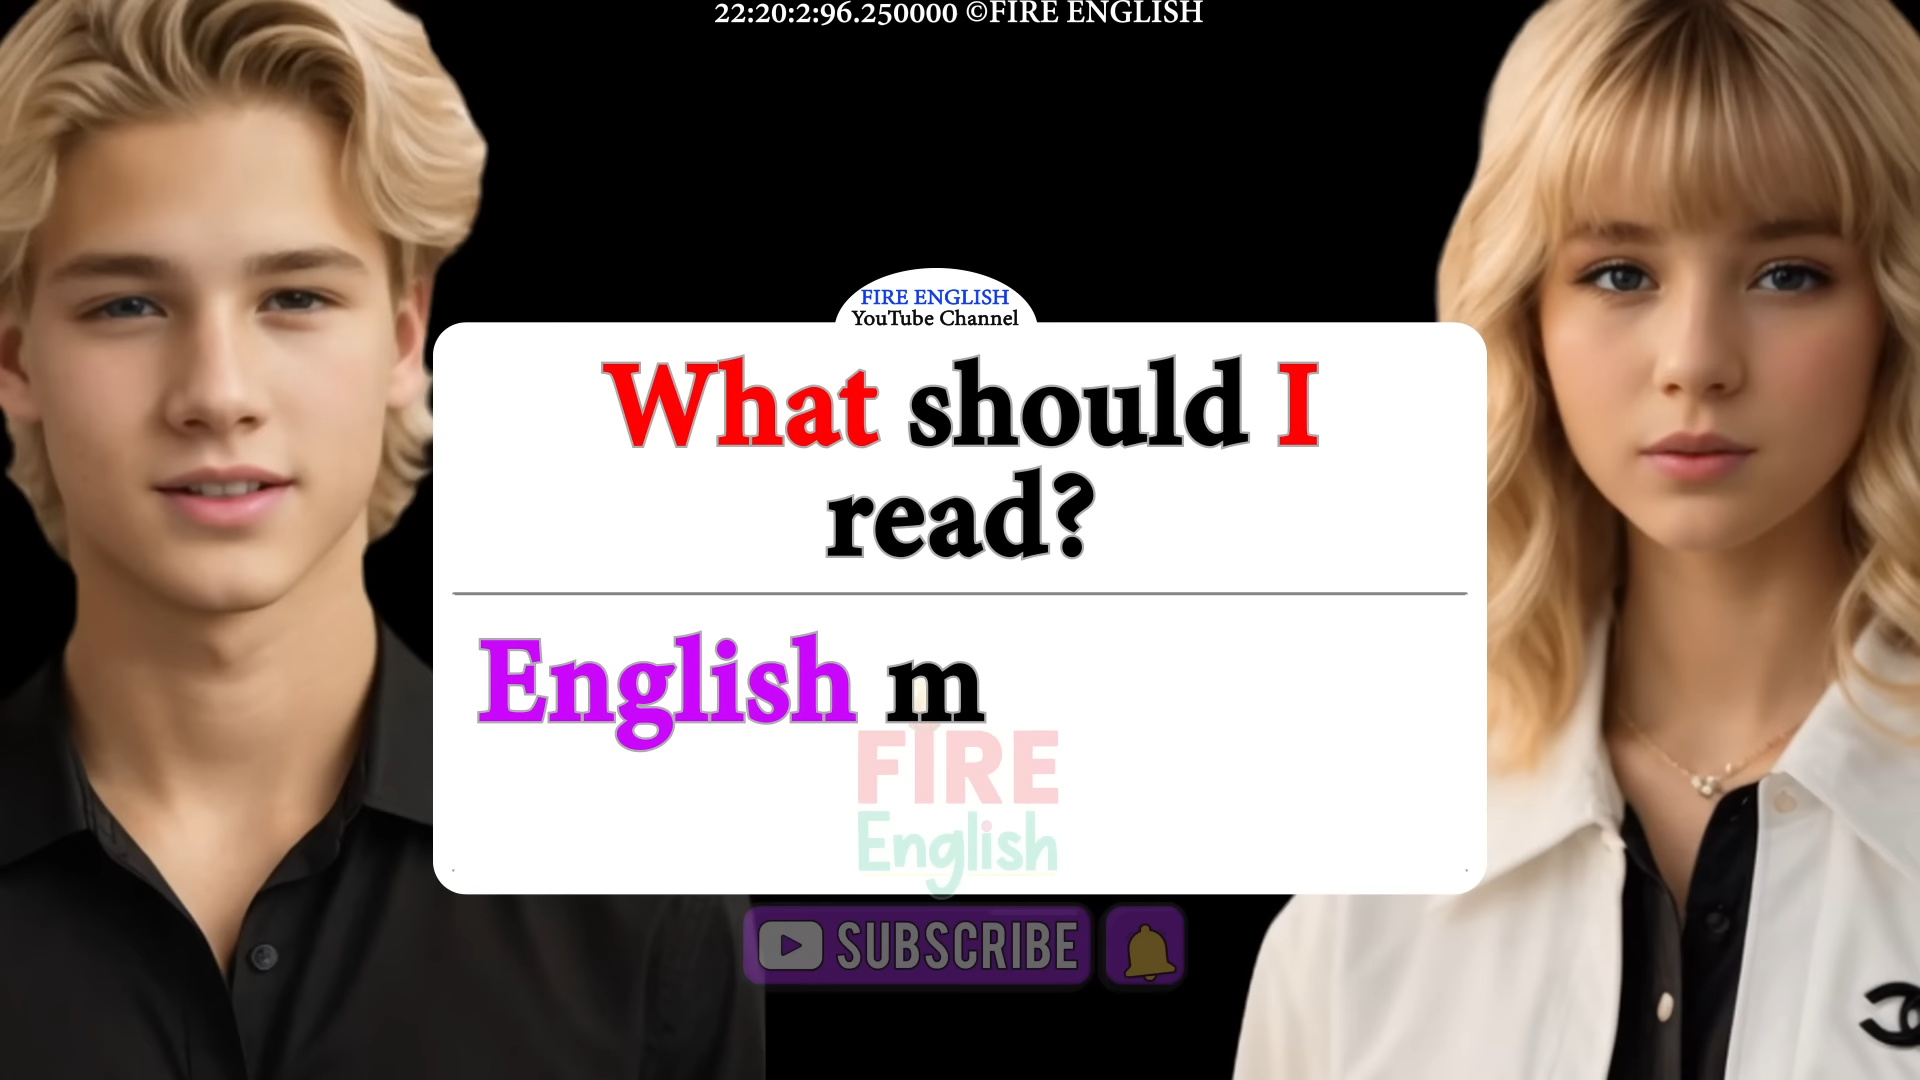 22:20:2:96.250000 ©FIRE ENGLISH
FIRE ENGLISH
YouTube Channel
What should I
read?
English m
FIRE
English
SUBSCRIBE